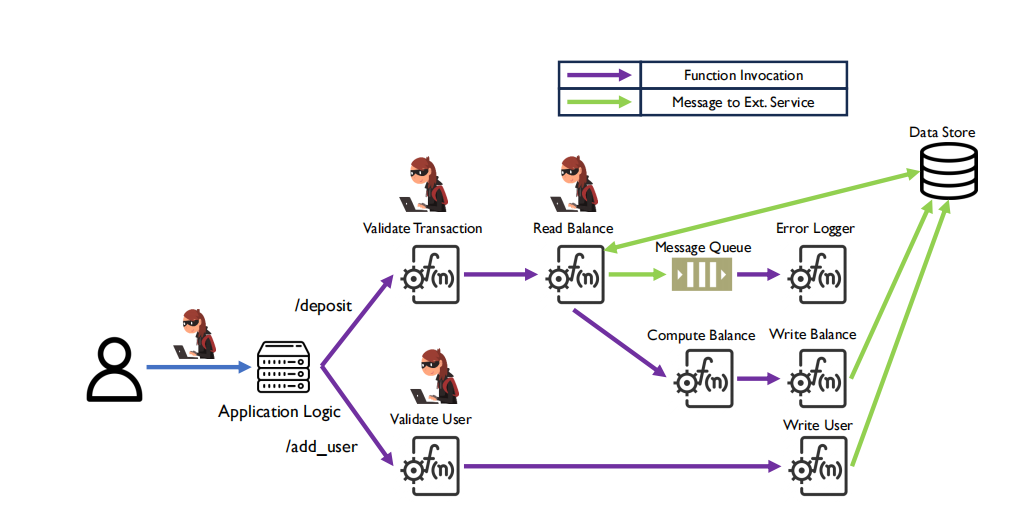 Function Invocation
Message to Ext. Service
Data Store
Validate Transaction
Read Balance
Message Queue
Error Logger
f(n)
f(n)
f(n)
/deposit
Compute Balance
Write Balance
f(n)
f(n)
Application Logic
Validate User
Write User
/add_user
f(n)
f(n)